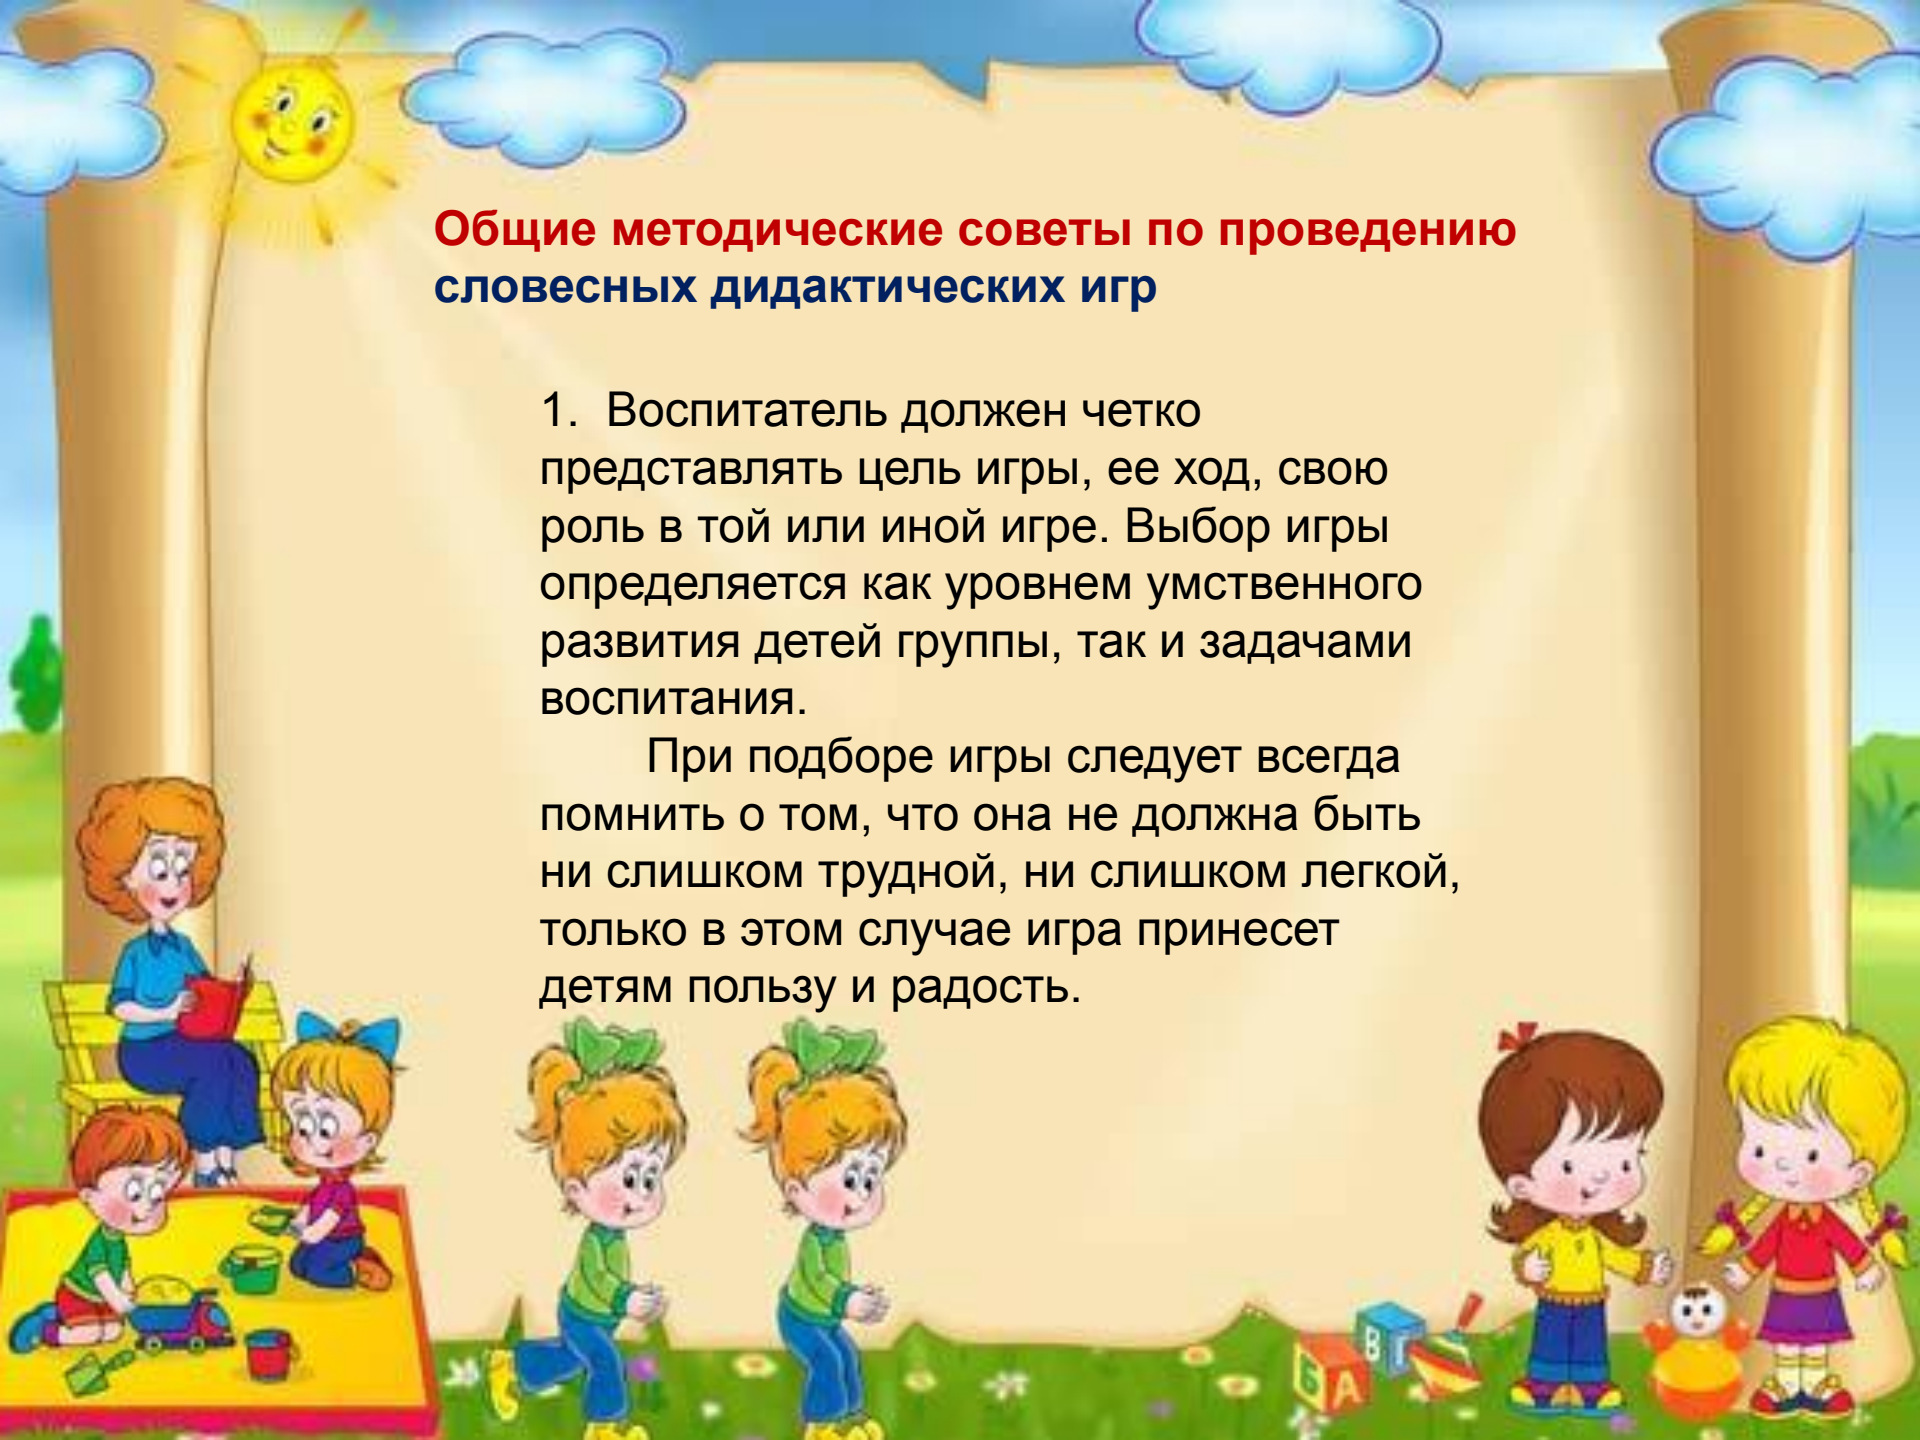 Общие методические советы по проведению
словесных дидактических игр
1. Воспитатель должен четко
представлять цель игры, ее ход, свою
роль в той или иной игре. Выбор игры
определяется как уровнем умственного
развития детей группы, так и задачами
воспитания.
При подборе игры следует всегда
помнить о том, что она не должна быть
ни слишком трудной, ни слишком легкой,
только в этом случае игра принесет
детям пользу и радость.
В Г
Б А